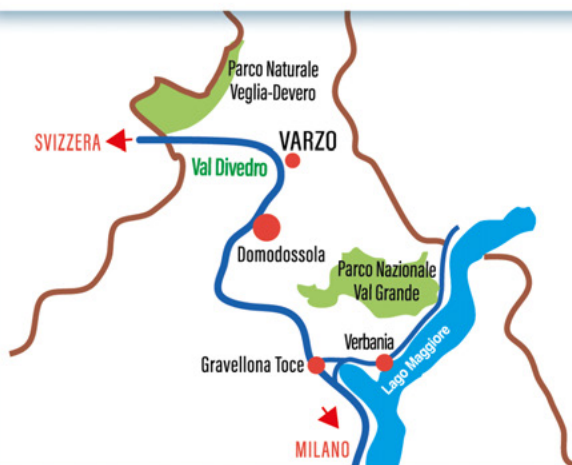 Parco Naturale
Veglia-Devero
SVIZZERA
VARZO
Val Divedro
Domodossola
Parco Nazionale
Val Grande
Verbania
Gravellona Toce
Lago Maggiore
MILANO